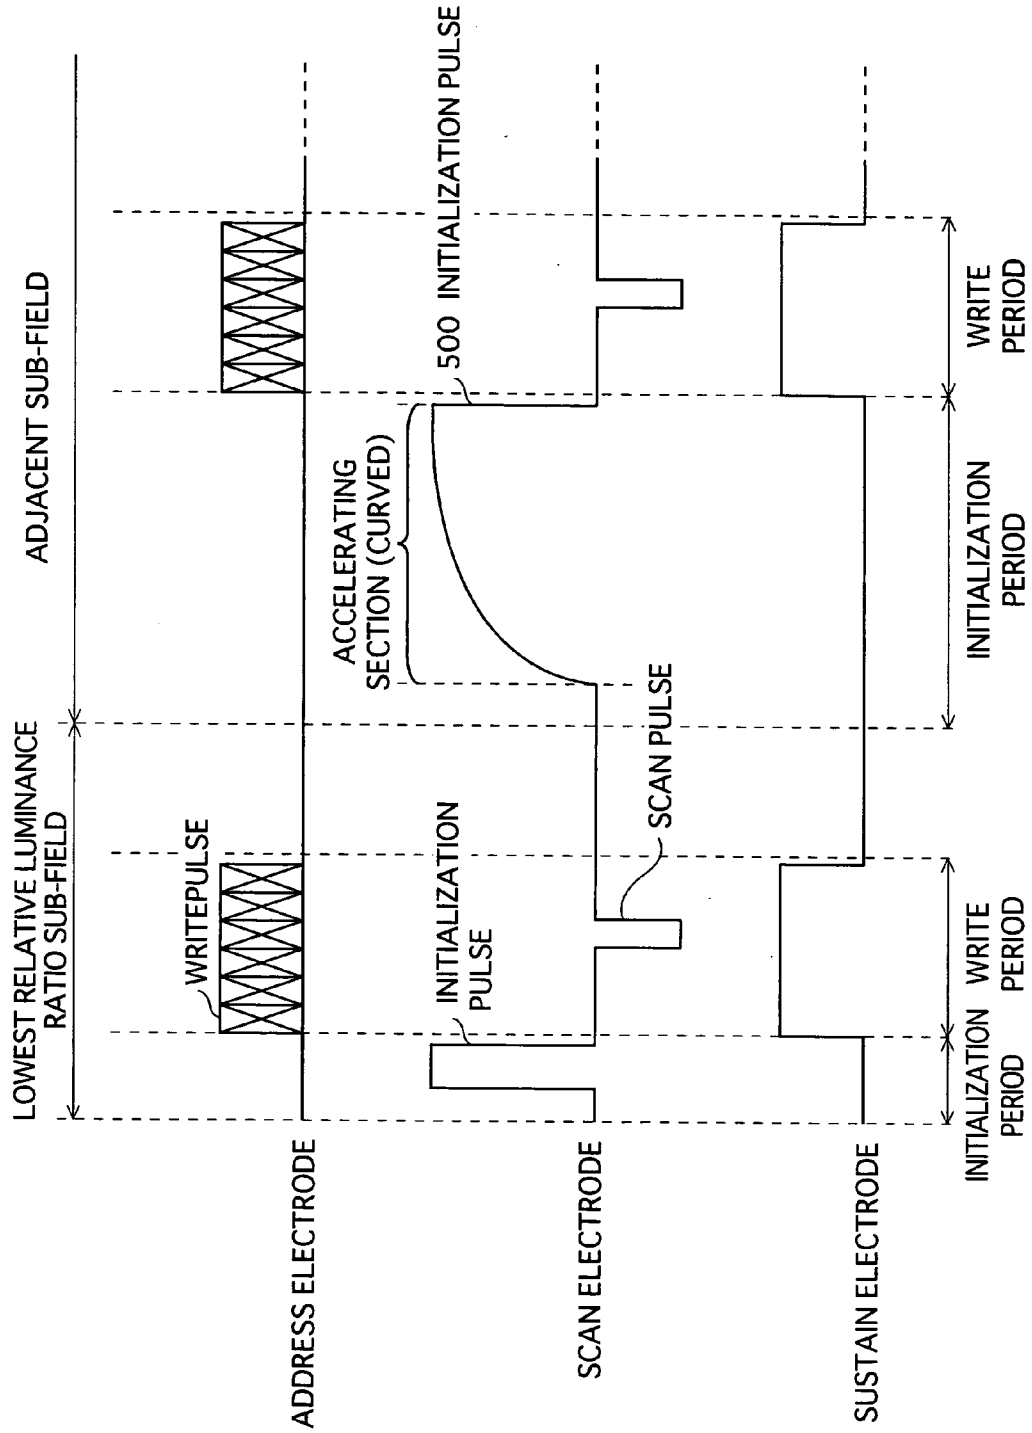 LOWEST RELATIVE LUMINANCE
RATIO SUB-FIELD
ADJACENT SUB-FIELD
WRITEPULSE
ADDRESS ELECTRODE
ACCELERATING
SECTION (CURVED)
500 INITIALIZATION PULSE
INITIALIZATION
PULSE
SCAN PULSE
SCAN ELECTRODE
SUSTAIN ELECTRODE
INITIALIZATION
PERIOD
WRITE
PERIOD
INITIALIZATION
PERIOD
WRITE
PERIOD